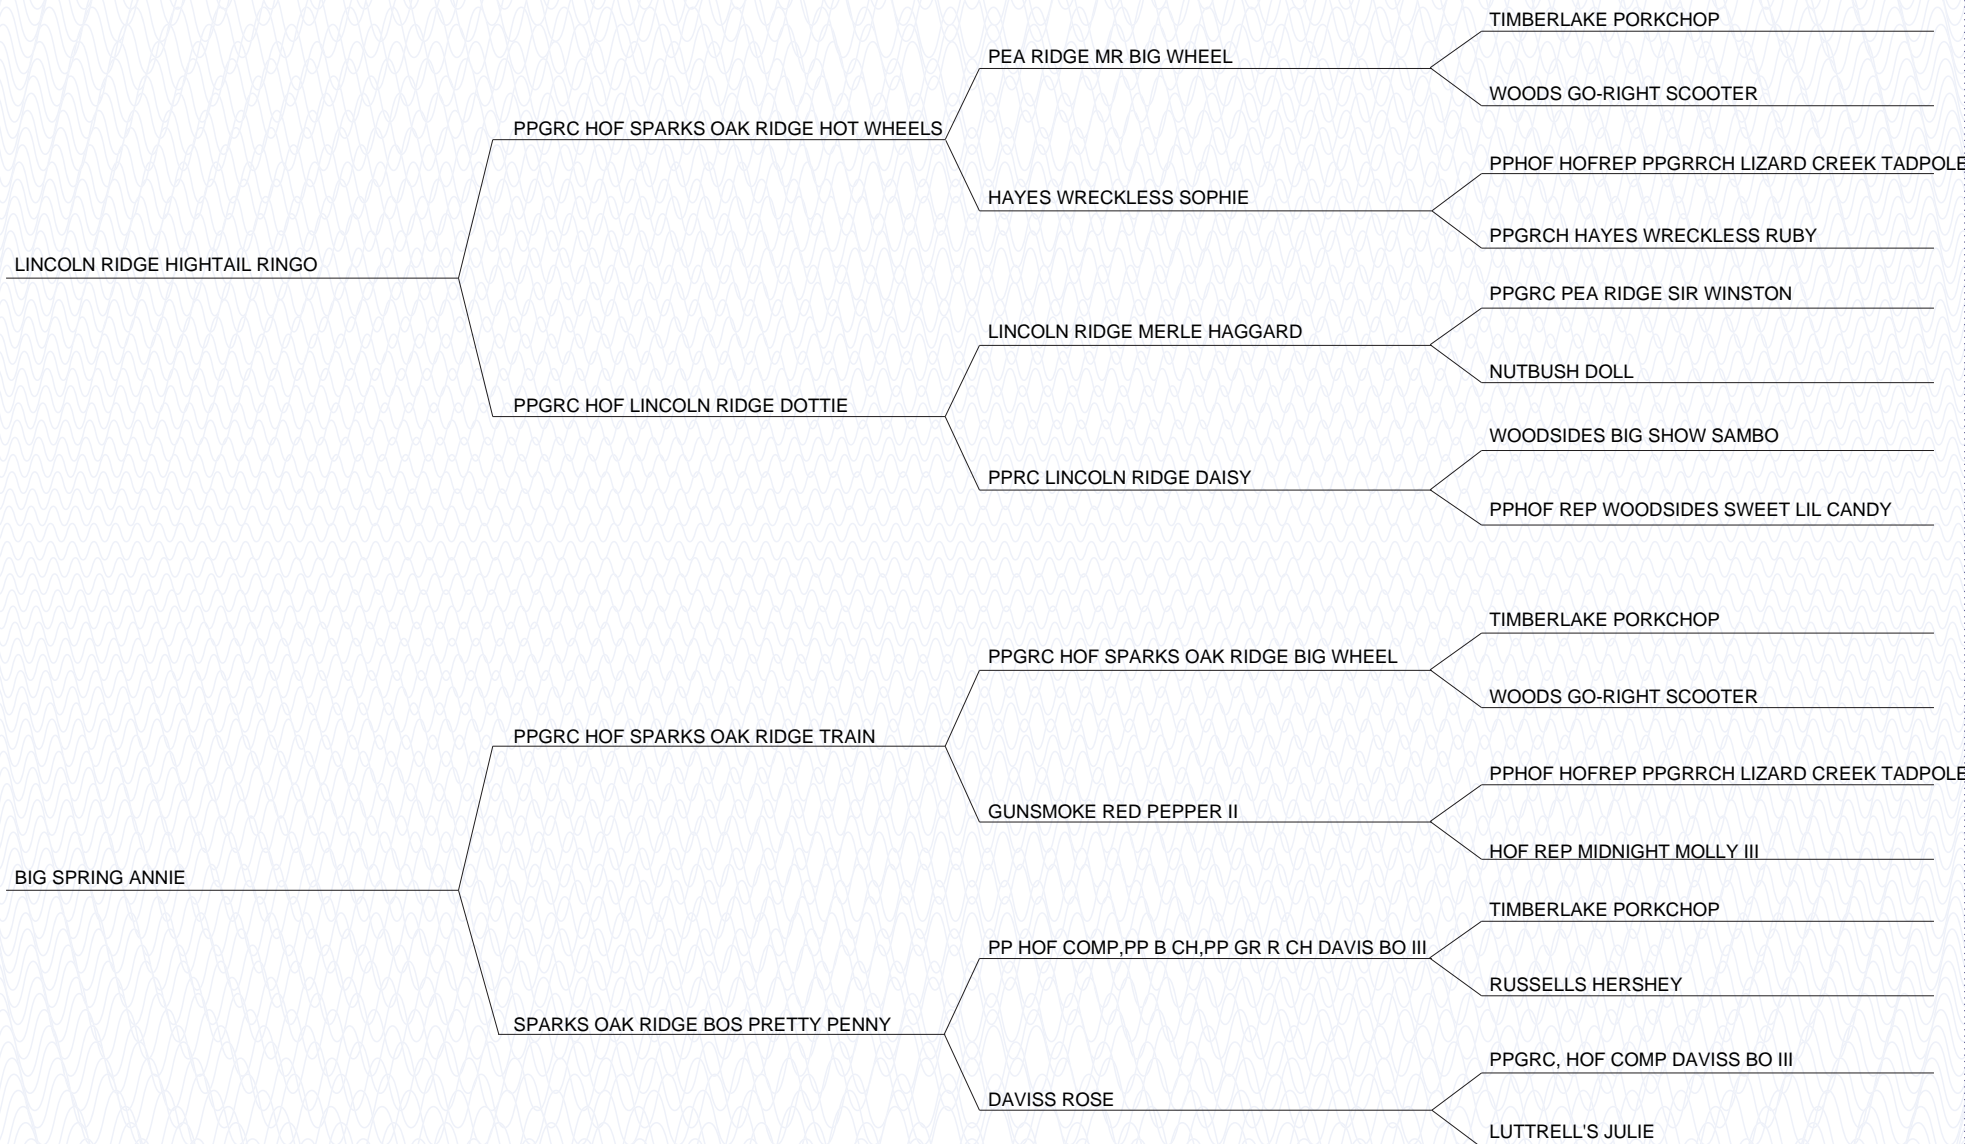 TIMBERLAKE PORKCHOP
PEA RIDGE MR BIG WHEEL
WOODS GO-RIGHT SCOOTER
PPGRC HOF SPARKS OAK RIDGE HOT WHEELS
PPHOF HOFREP PPGRRCH LIZARD CREEK TADPOLE
HAYES WRECKLESS SOPHIE
PPGRCH HAYES WRECKLESS RUBY
LINCOLN RIDGE HIGHTAIL RINGO
PPGRC PEA RIDGE SIR WINSTON
LINCOLN RIDGE MERLE HAGGARD
NUTBUSH DOLL
PPGRC HOF LINCOLN RIDGE DOTTIE
WOODSIDES BIG SHOW SAMBO
PPRC LINCOLN RIDGE DAISY
PPHOF REP WOODSIDES SWEET LIL CANDY
TIMBERLAKE PORKCHOP
PPGRC HOF SPARKS OAK RIDGE BIG WHEEL
WOODS GO-RIGHT SCOOTER
PPGRC HOF SPARKS OAK RIDGE TRAIN
PPHOF HOFREP PPGRRCH LIZARD CREEK TADPOLE
GUNSMOKE RED PEPPER II
HOF REP MIDNIGHT MOLLY III
BIG SPRING ANNIE
TIMBERLAKE PORKCHOP
PP HOF COMP,PP B CH,PP GR R CH DAVIS BO III
RUSSELLS HERSHEY
SPARKS OAK RIDGE BOS PRETTY PENNY
PPGRC, HOF COMP DAVISS BO III
DAVISS ROSE
LUTTRELL'S JULIE